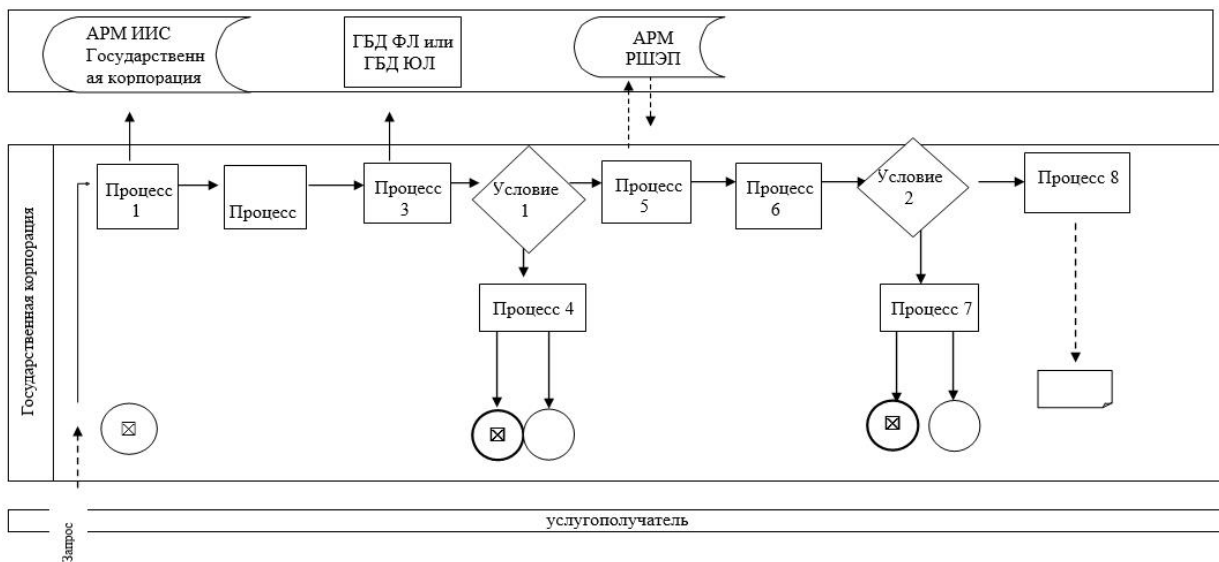 АРМ ИИС
Государственн
ая корпорация
ГБД ФЛ или
ГБД ЮЛ
АРМ
РШЭП
Государственная корпорация
Процесс
1
Процесс
Процесс
3
Условие
1
Процесс
5
Процесс
6
Условие
2
Процесс 8
Процесс 4
Процесс 7
услугополучатель
Запрос